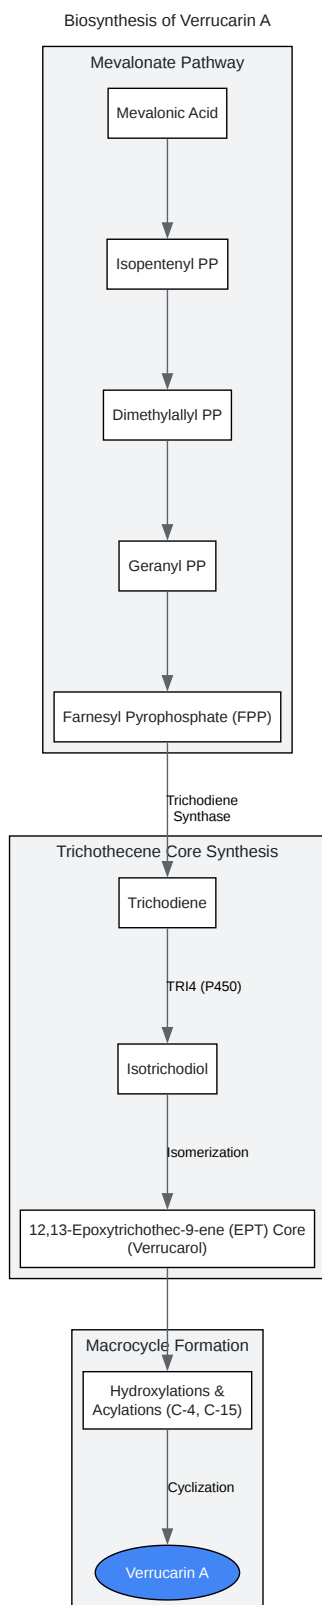 Biosynthesis of Verrucarin A
Mevalonate Pathway
Mevalonic Acid
Isopentenyl PP
Dimethylallyl PP
Geranyl PP
Farnesyl Pyrophosphate (FPP)
Trichodiene
Synthase
Trichothecene Core Synthesis
Trichodiene
TRI4 (P450)
Isotrichodiol
Isomerization
12,13-Epoxytrichothec-9-ene (EPT) Core
(Verrucarol)
Macrocycle Formation
Hydroxylations &
Acylations (C-4, C-15)
Cyclization
Verrucarin A